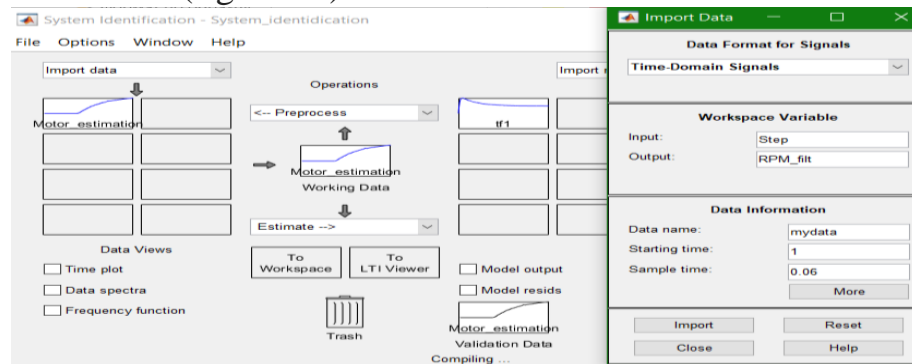 System Identification - System_identidication
File Options Window Help
Import data
Import
Operations
<-- Preprocess
Motor_estimation
tf1
Motor_estimation
Working Data
Estimate -->
Data Views
Time plot
Data spectra
Frequency function
To Workspace
To LTI Viewer
Model output
Model resids
Trash
Motor_estimation
Validation Data
Compiling ...
Import Data
Data Format for Signals
Time-Domain Signals
Workspace Variable
Input: Step
Output: RPM_filt
Data Information
Data name: mydata
Starting time: 1
Sample time: 0.06
More
Import Reset
Close Help